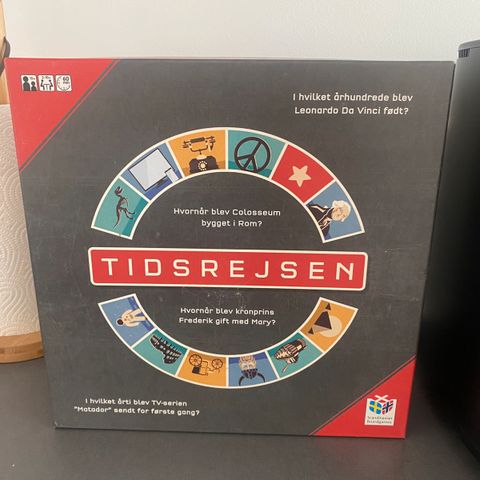 I hvilket århundrede blev
Leonardo Da Vinci født?
Hvornår blev Colosseum
bygget i Rom?
TIDSREJSEN
Hvornår blev kronprins
Frederik gift med Mary?
I hvilket årti blev TV-serien
"Matador" sendt for første gang?